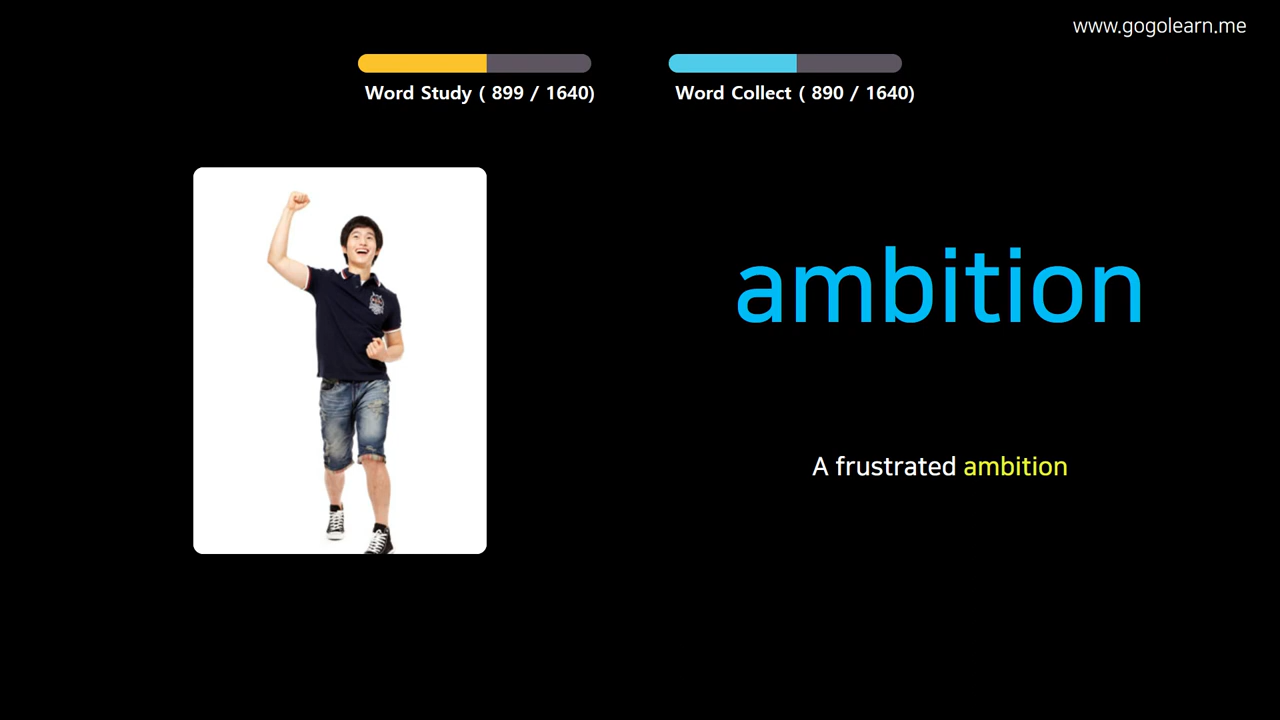 www.gogolearn.me
Word Study ( 899 / 1640)
Word Collect ( 890 / 1640)
ambition
A frustrated ambition